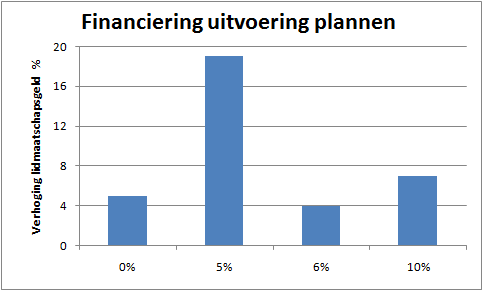 Financiering uitvoering plannen
Verhoging lidmaatschapsgeld %
20
16
12
8
4
0
0% 5% 6% 10%